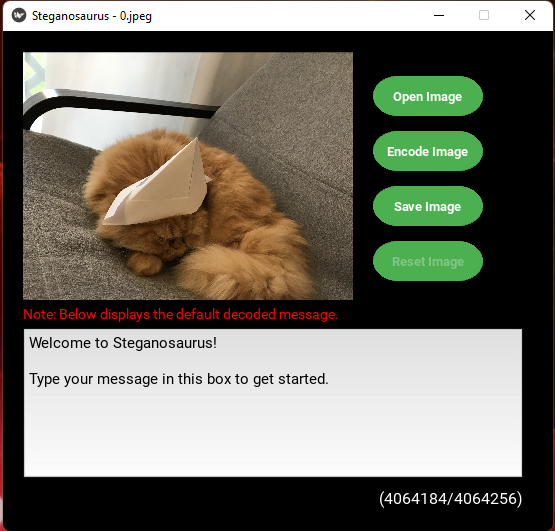 Steganosaurus - 0.jpeg
Open Image
Encode Image
Save Image
Reset Image
Note: Below displays the default decoded message.
Welcome to Steganosaurus!
Type your message in this box to get started.
(4064184/4064256)